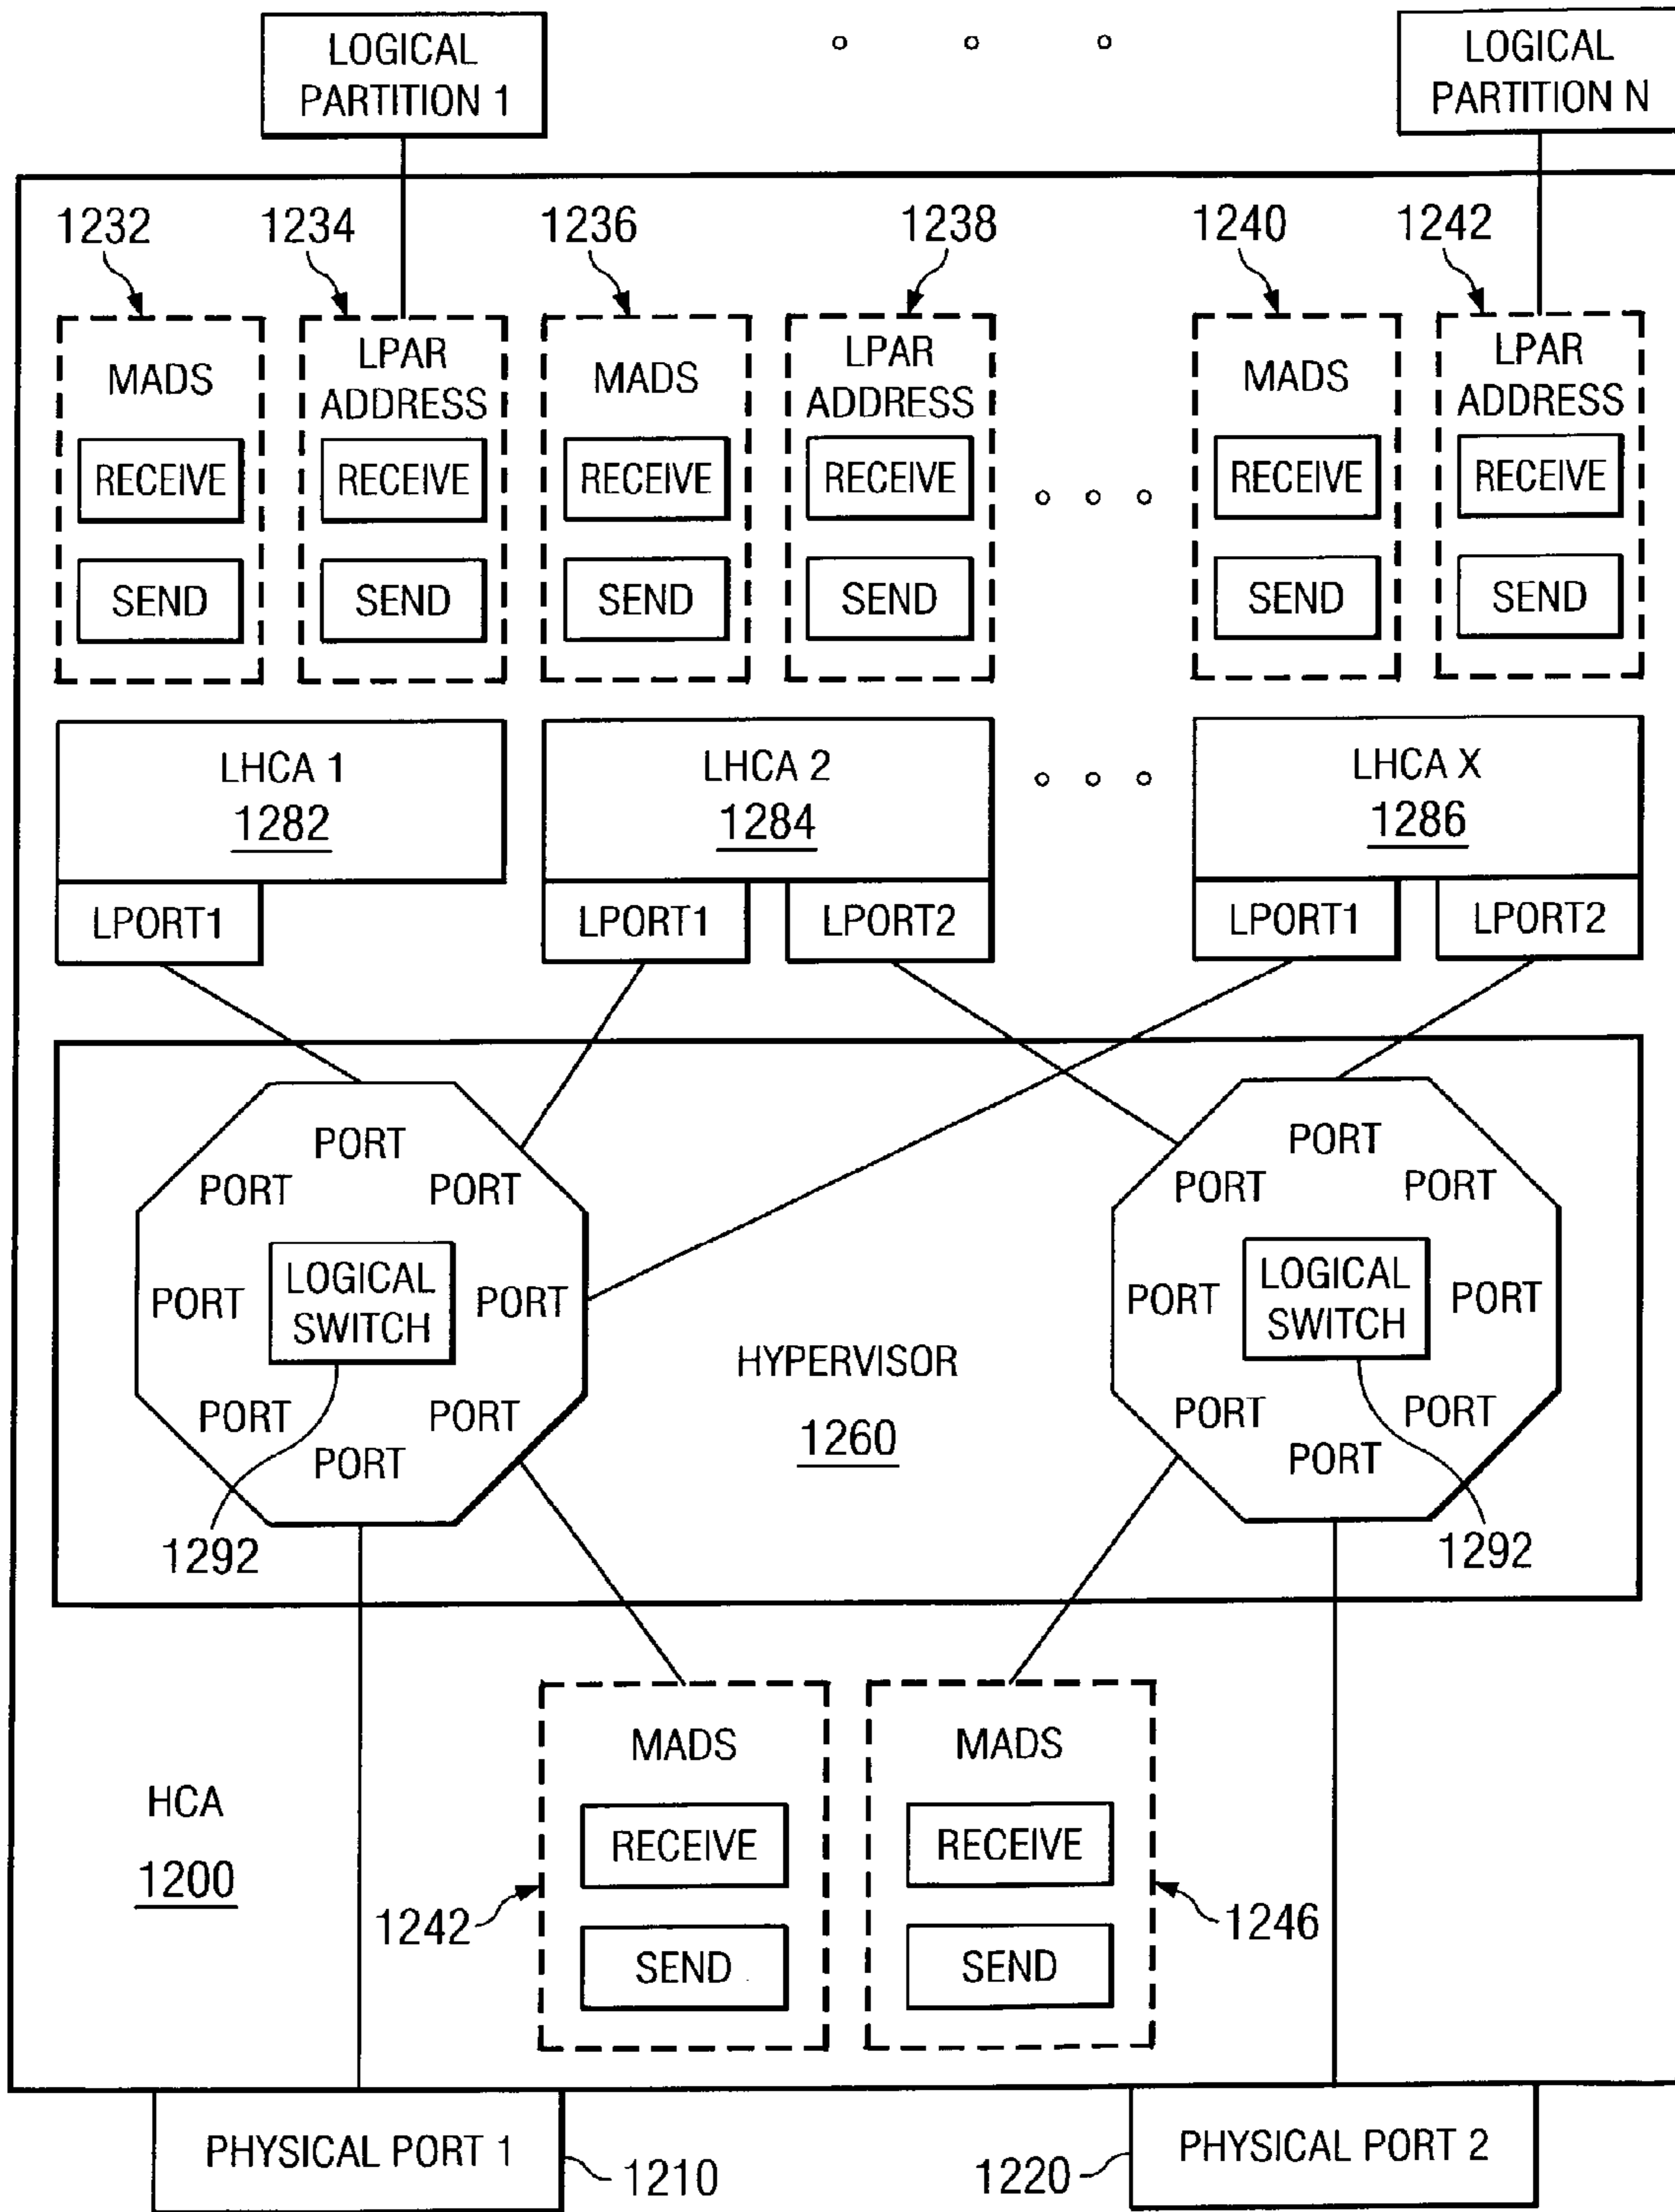 LOGICAL
PARTITION 1
LOGICAL
PARTITION N
1232
1234
1236
1238
1240
1242
MADS
RECEIVE
SEND
LPAR
ADDRESS
RECEIVE
SEND
MADS
RECEIVE
SEND
LPAR
ADDRESS
RECEIVE
SEND
MADS
RECEIVE
SEND
LPAR
ADDRESS
RECEIVE
SEND
LHCA 1
1282
LPORT1
LHCA 2
1284
LPORT1
LPORT2
LHCA X
1286
LPORT1
LPORT2
PORT
PORT
PORT
PORT
LOGICAL
SWITCH
PORT
PORT
PORT
PORT
1292
HYPERVISOR
1260
PORT
PORT
PORT
PORT
LOGICAL
SWITCH
PORT
PORT
PORT
PORT
1292
HCA
1200
MADS
RECEIVE
SEND
1242
MADS
RECEIVE
SEND
1246
PHYSICAL PORT 1
1210
1220
PHYSICAL PORT 2